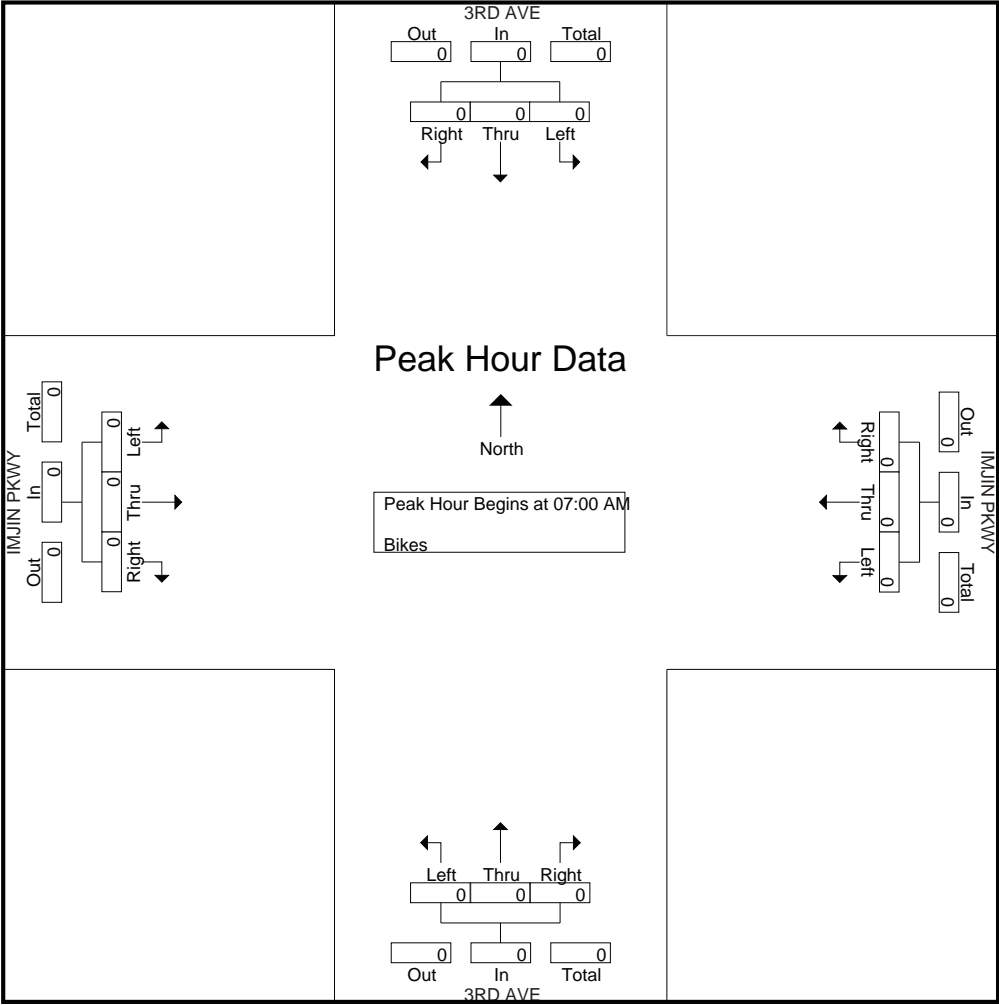 3RD AVE
Out In Total
0 0 0
0 0 0
Right Thru Left
Peak Hour Data
North
Peak Hour Begins at 07:00 AM
Bikes
IMJIN PKWY
Total In Out
0 0 0
0 0 0
Left Thru Right
Right Thru Left
0 0 0
0 0 0
Out In Total
IMJIN PKWY
Left Thru Right
0 0 0
0 0 0
Out In Total
3RD AVE